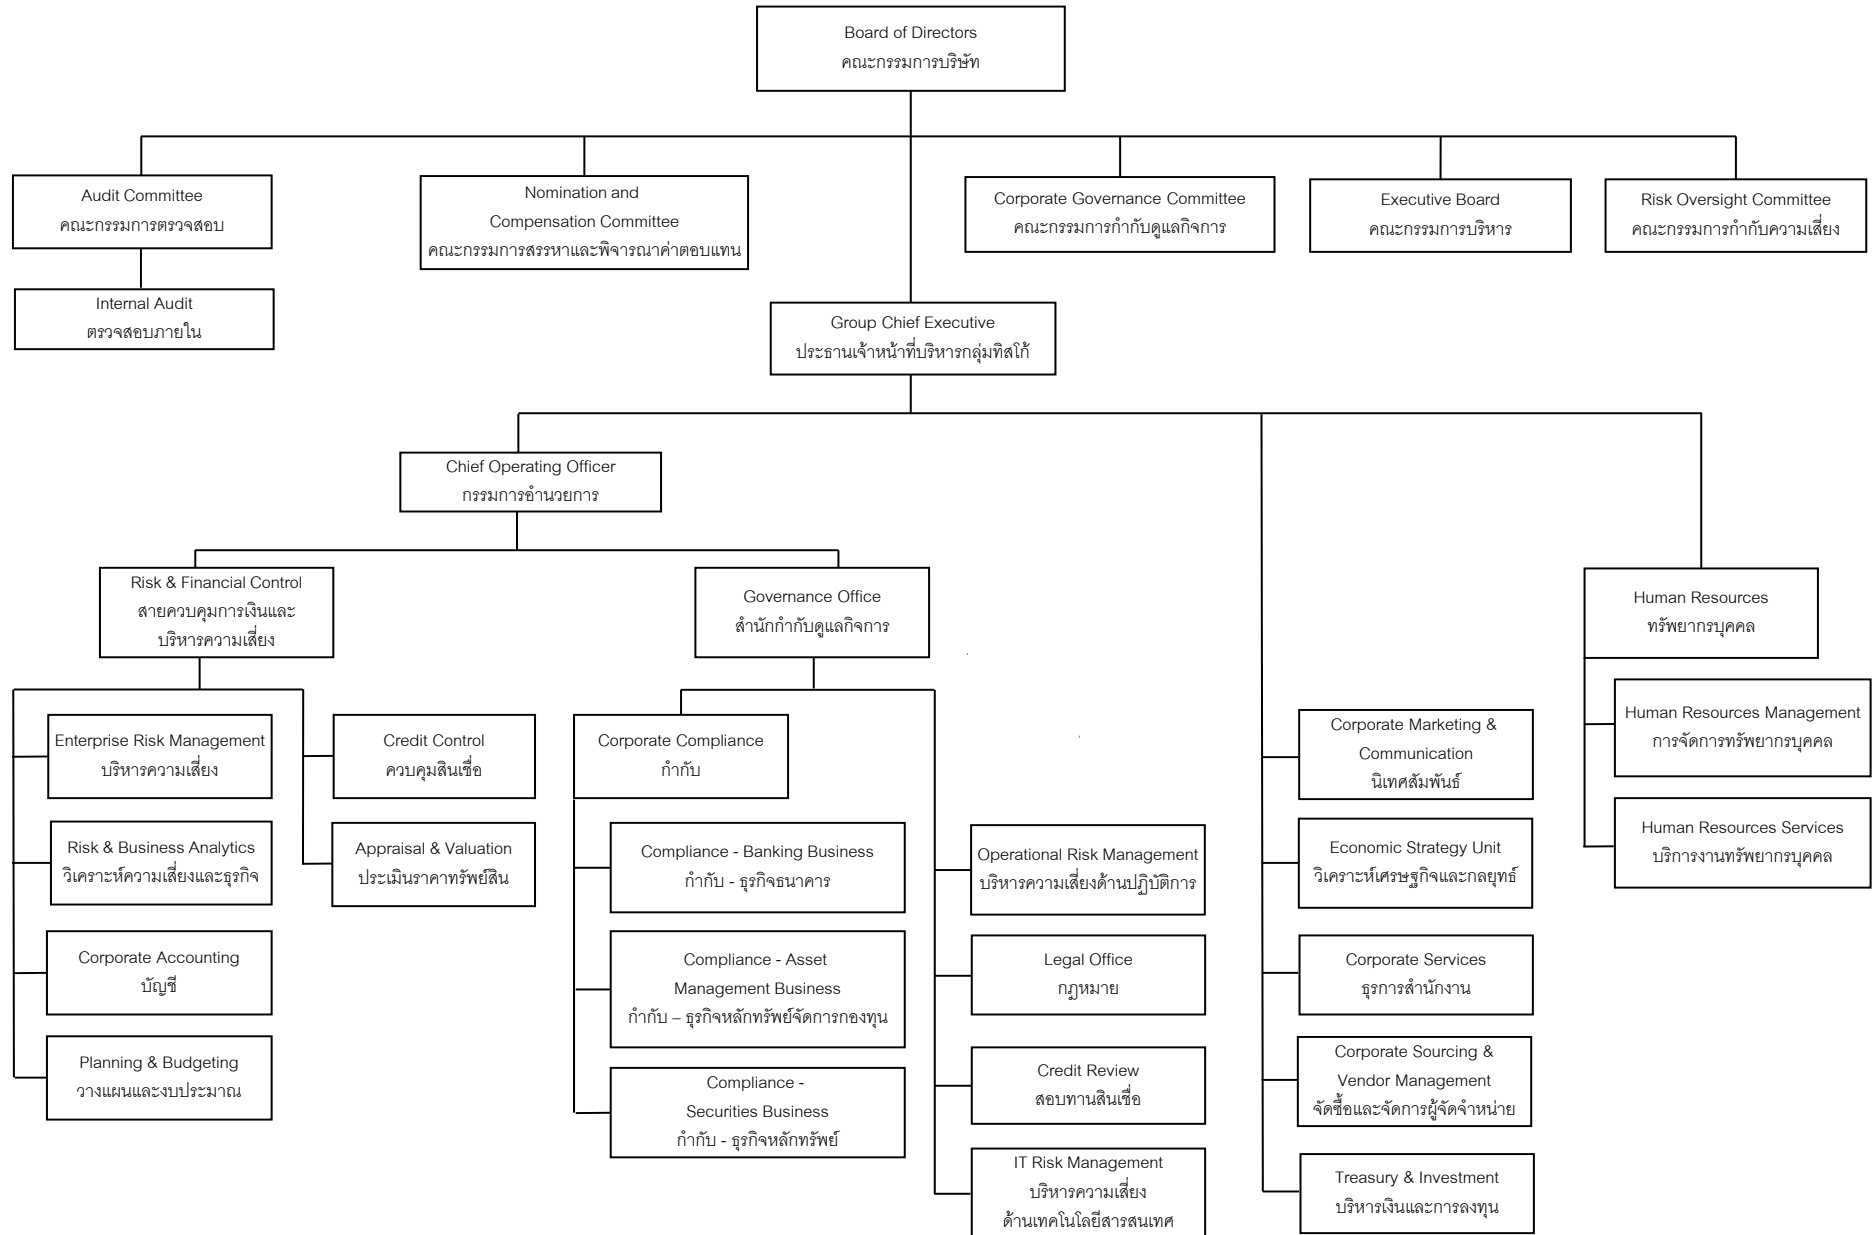 Board of Directors
คณะกรรมการบริษัท
Audit Committee
คณะกรรมการตรวจสอบ
Nomination and
Compensation Committee
คณะกรรมการสรรหาและพิจารณาค่าตอบแทน
Corporate Governance Committee
คณะกรรมการกำกับดูแลกิจการ
Executive Board
คณะกรรมการบริหาร
Risk Oversight Committee
คณะกรรมการกำกับความเสี่ยง
Internal Audit
ตรวจสอบภายใน
Group Chief Executive
ประธานเจ้าหน้าที่บริหารกลุ่มทิสโก้
Chief Operating Officer
กรรมการอำนวยการ
Risk & Financial Control
สายควบคุมการเงินและ
บริหารความเสี่ยง
Governance Office
สำนักกำกับดูแลกิจการ
Human Resources
ทรัพยากรบุคคล
Enterprise Risk Management
บริหารความเสี่ยง
Risk & Business Analytics
วิเคราะห์ความเสี่ยงและธุรกิจ
Corporate Accounting
บัญชี
Planning & Budgeting
วางแผนและงบประมาณ
Credit Control
ควบคุมสินเชื่อ
Appraisal & Valuation
ประเมินราคาทรัพย์สิน
Corporate Compliance
กำกับ
Compliance - Banking Business
กำกับ - ธุรกิจธนาคาร
Compliance - Asset
Management Business
กำกับ – ธุรกิจหลักทรัพย์จัดการกองทุน
Compliance -
Securities Business
กำกับ - ธุรกิจหลักทรัพย์
Operational Risk Management
บริหารความเสี่ยงด้านปฏิบัติการ
Legal Office
กฎหมาย
Credit Review
สอบทานสินเชื่อ
IT Risk Management
บริหารความเสี่ยง
ด้านเทคโนโลยีสารสนเทศ
Corporate Marketing &
Communication
นิเทศสัมพันธ์
Economic Strategy Unit
วิเคราะห์เศรษฐกิจและกลยุทธ์
Corporate Services
ธุรการสำนักงาน
Corporate Sourcing &
Vendor Management
จัดซื้อและจัดการผู้จัดจำหน่าย
Treasury & Investment
บริหารเงินและการลงทุน
Human Resources Management
การจัดการทรัพยากรบุคคล
Human Resources Services
บริการงานทรัพยากรบุคคล